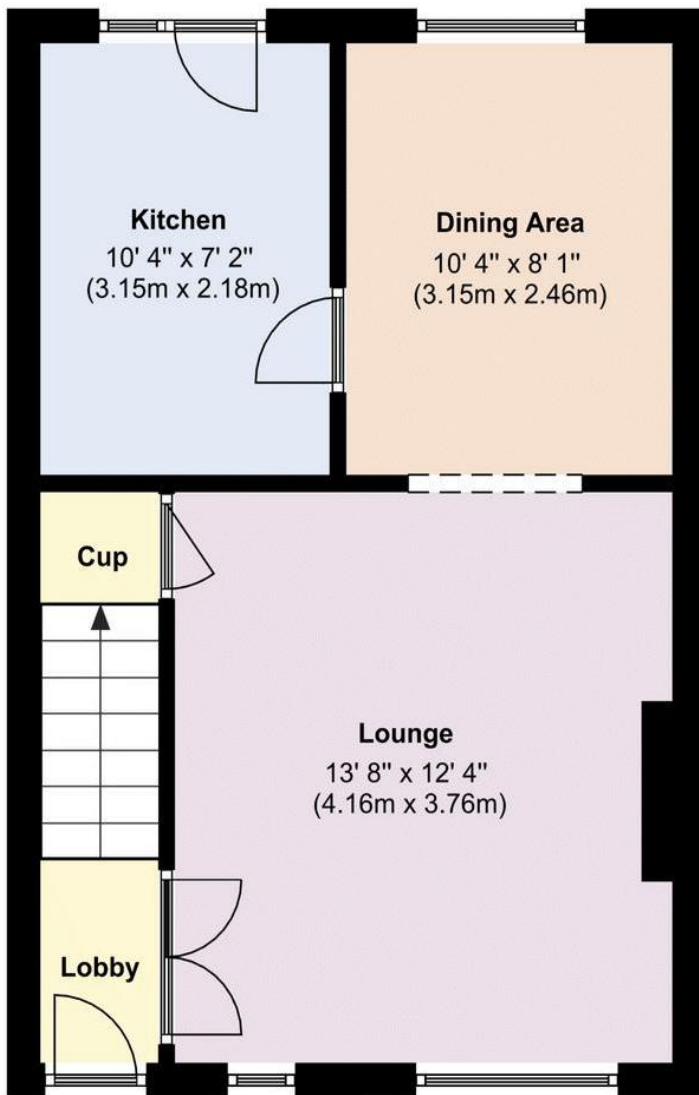 Kitchen
10' 4" x 7' 2"
(3.15m x 2.18m)
Dining Area
10' 4" x 8' 1"
(3.15m x 2.46m)
Cup
Lounge
13' 8" x 12' 4"
(4.16m x 3.76m)
Lobby